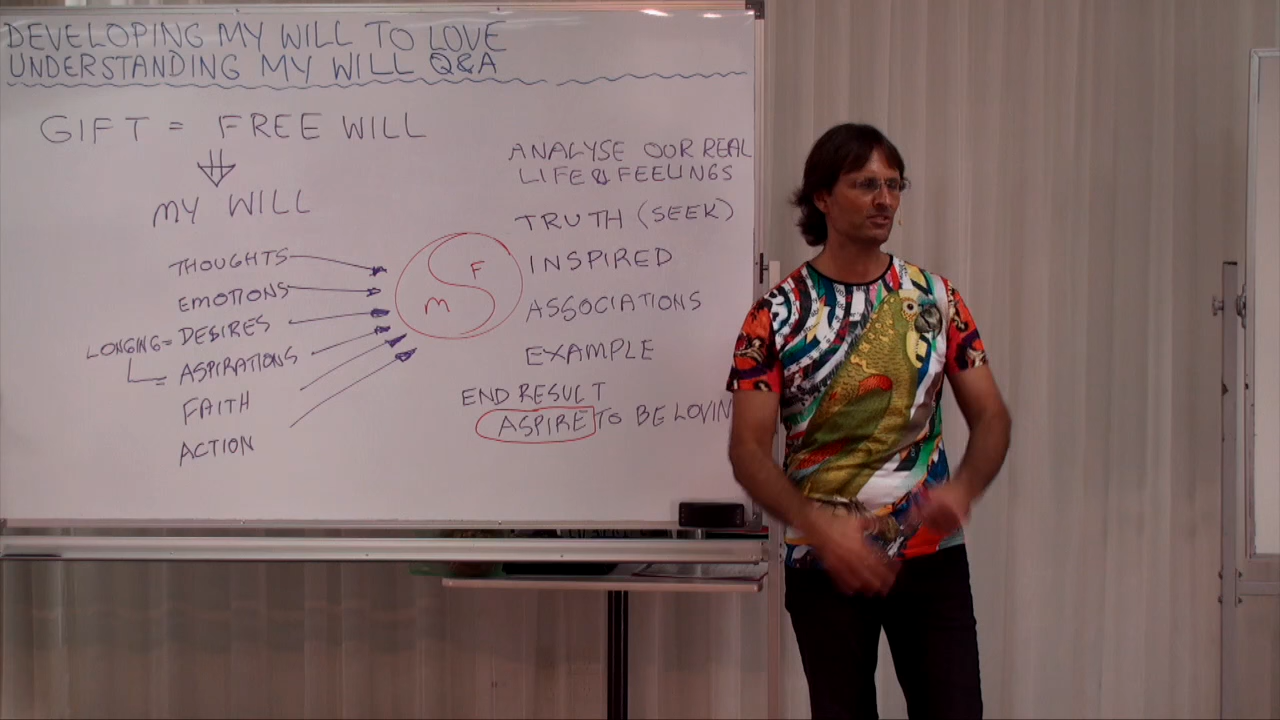 DEVELOPING MY WILL TO LOVE
UNDERSTANDING MY WILL Q&A
GIFT = FREE WILL
MY WILL
THOUGHTS
EMOTIONS
LONGING = DESIRES
= ASPIRATIONS
FAITH
ACTION
F
M
ANALYSE OUR REAL
LIFE & FEELINGS
TRUTH (SEEK)
INSPIRED
ASSOCIATIONS
EXAMPLE
END RESULT
ASPIRE TO BE LOVIN